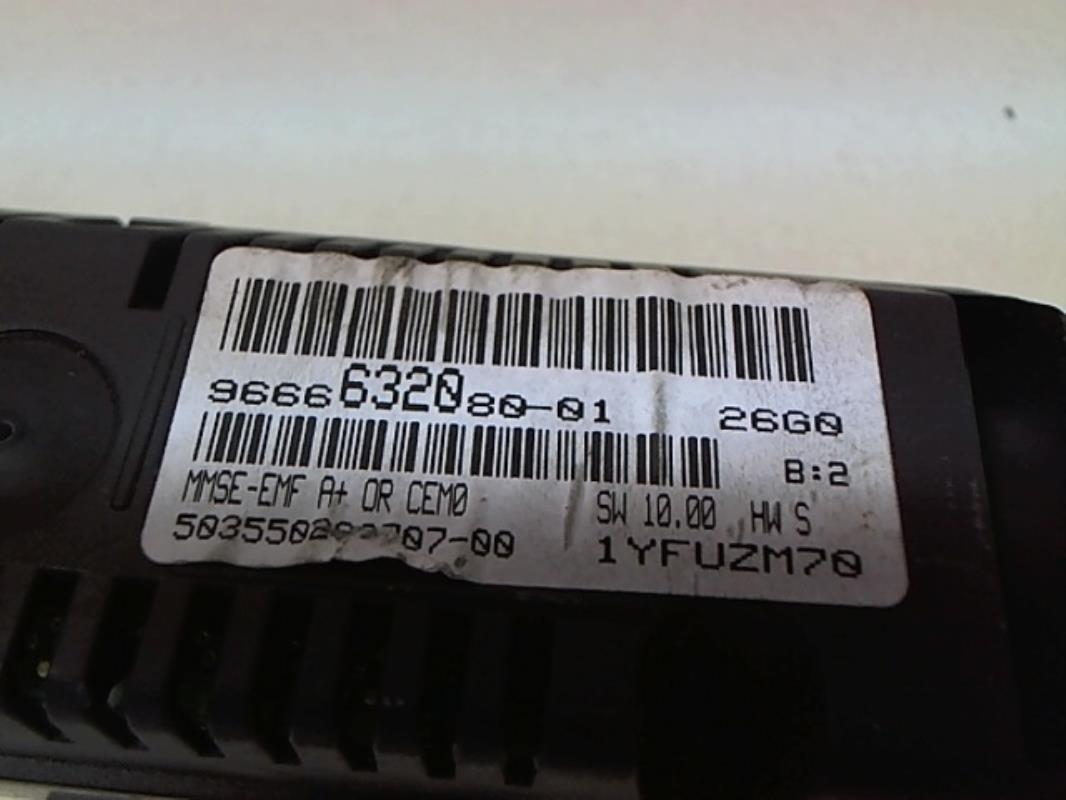 9666632080-01 26G0
B:2
MMSE-EMF A+ OR CEM0 SW 10.00 HW S
1YFUZM70